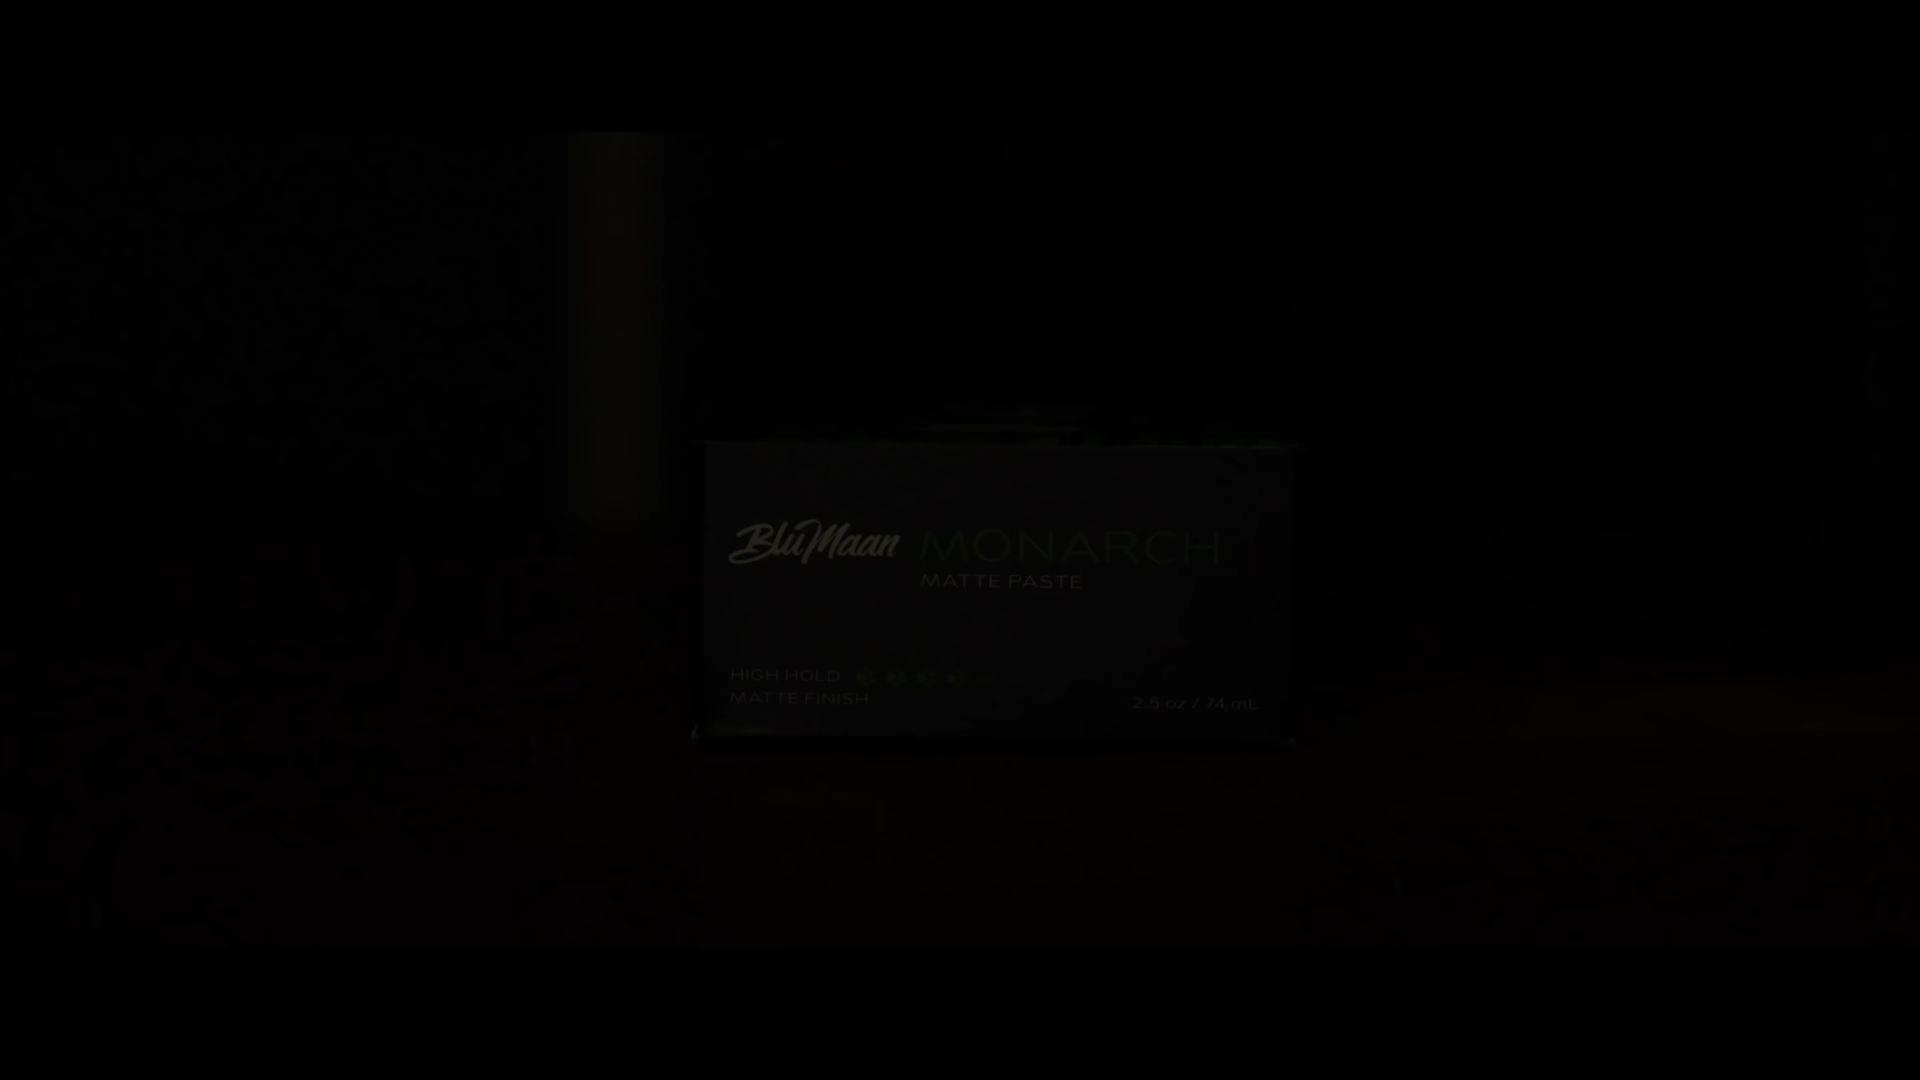 BluMaan MONARCH
MATTE PASTE
HIGH HOLD
MATTE FINISH
2.5 oz / 74 mL